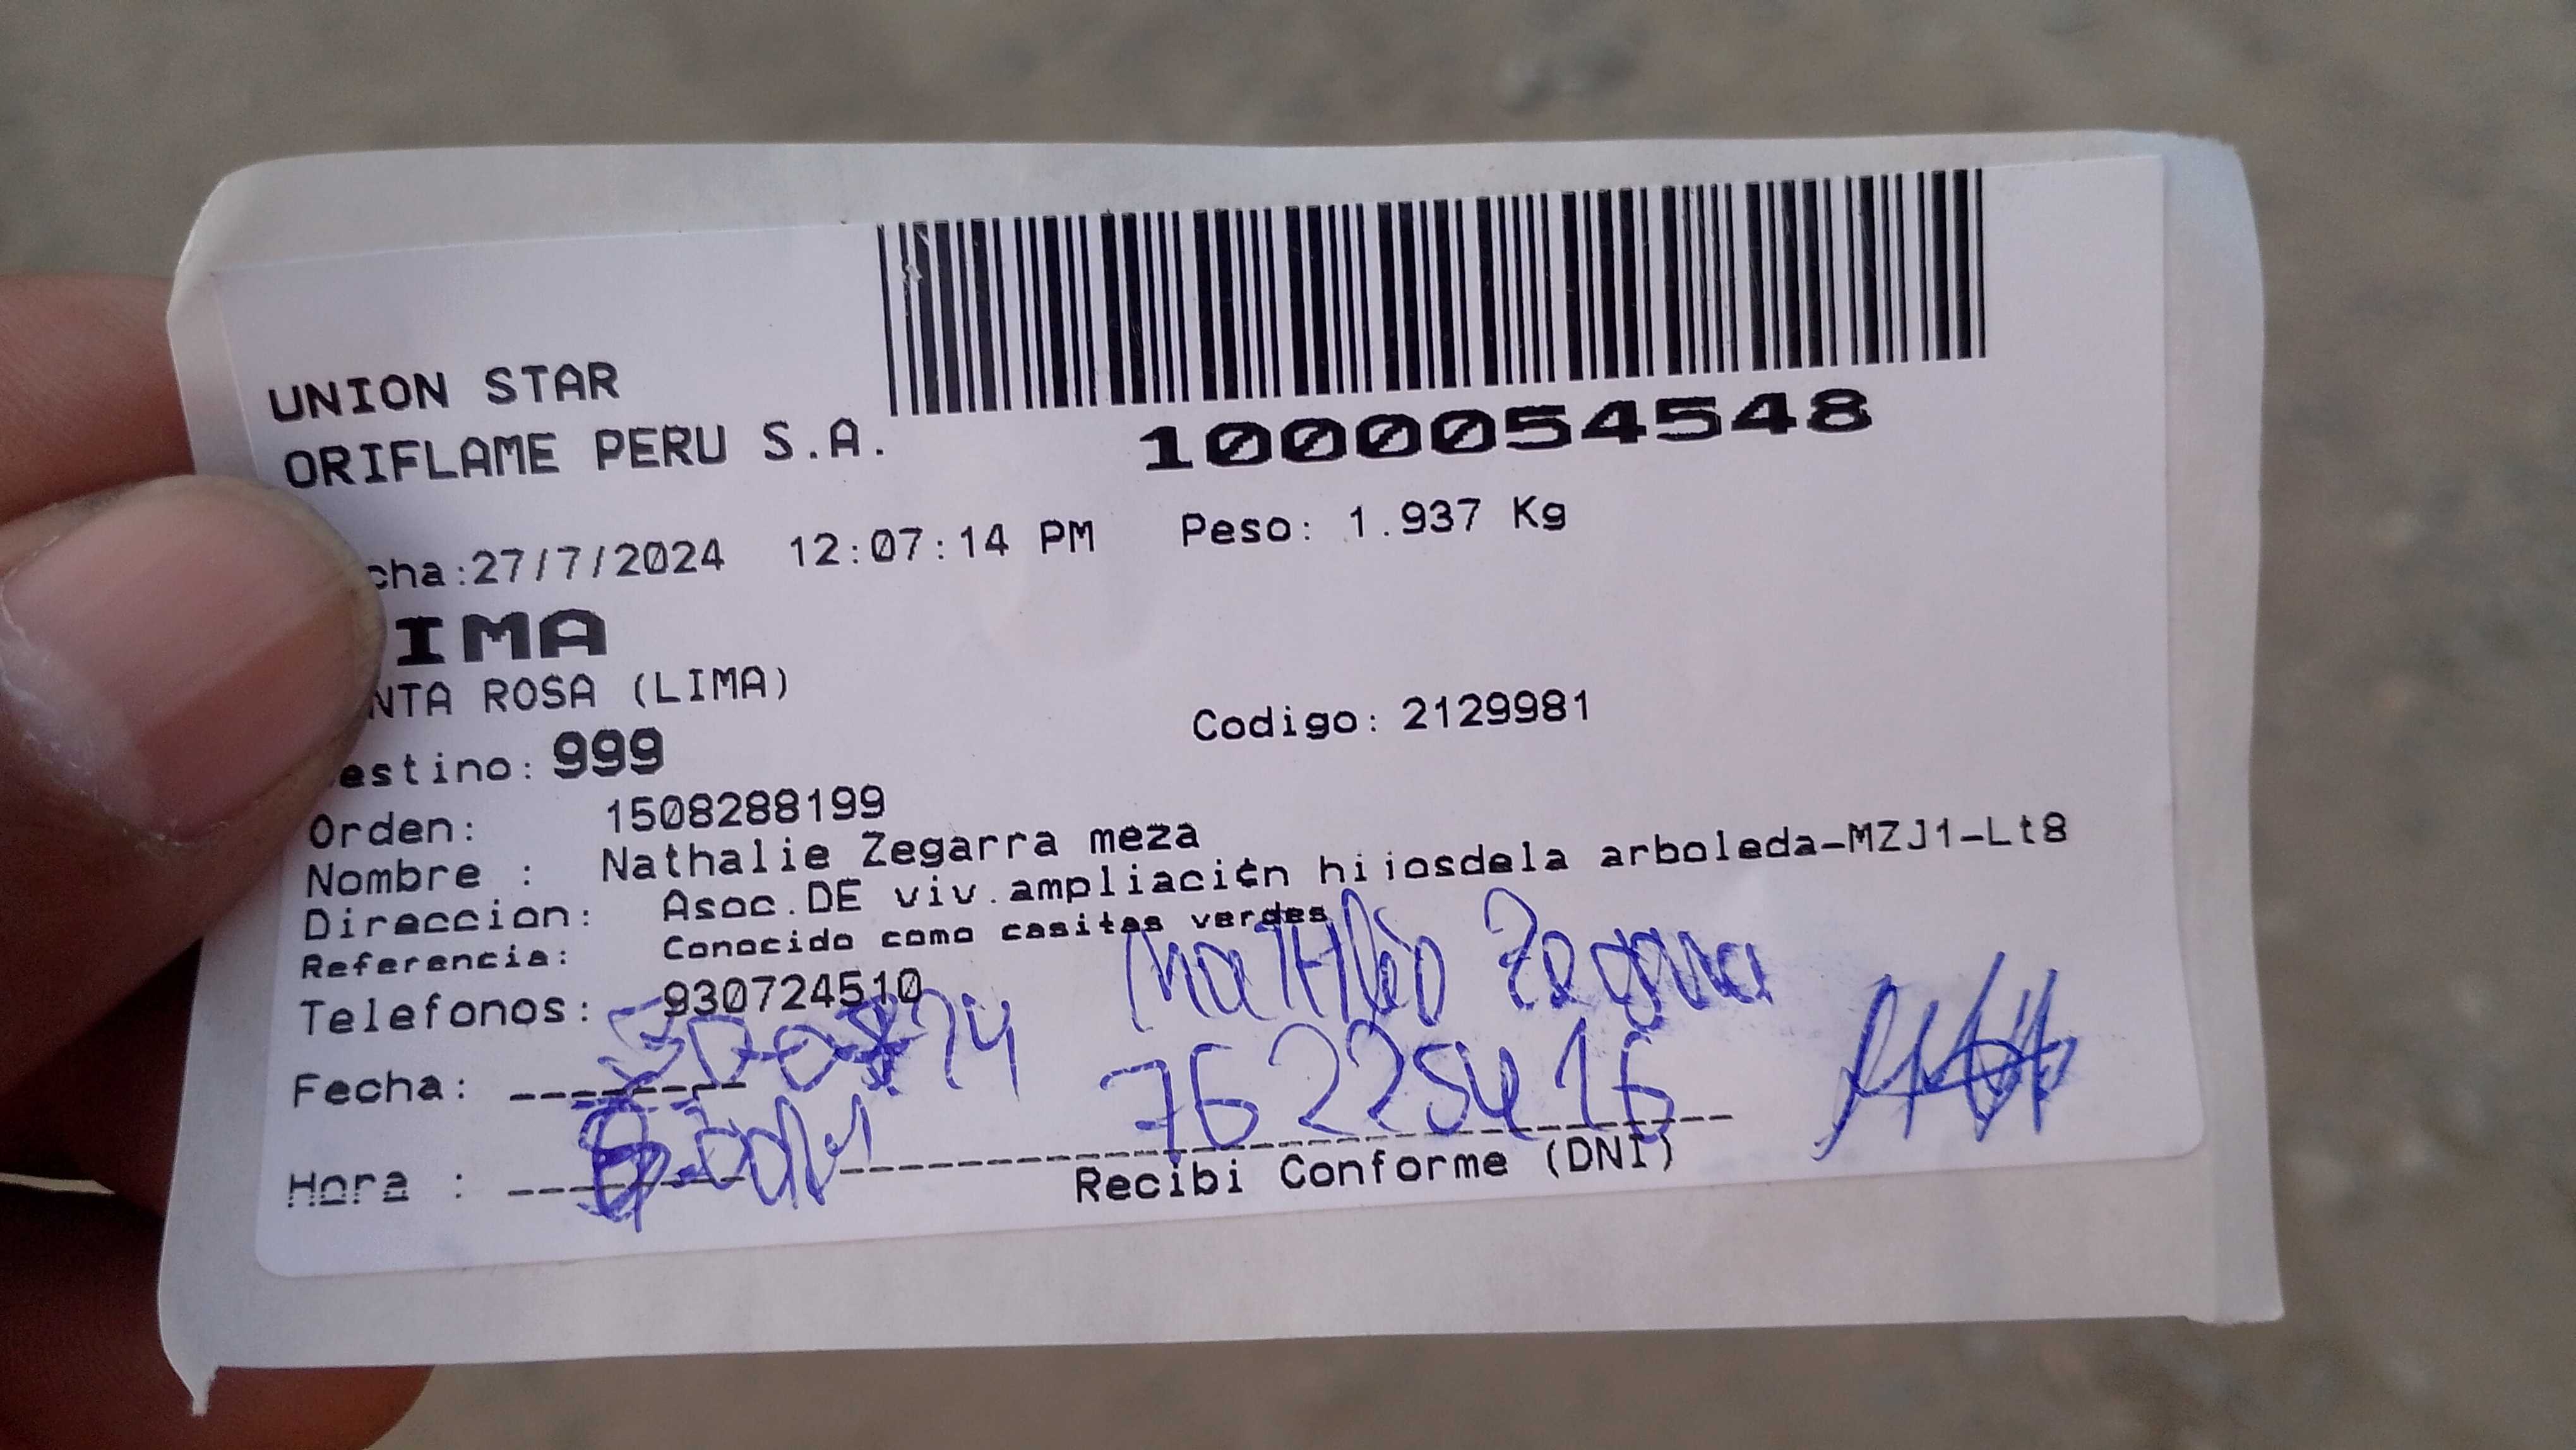 UNION STAR
ORIFLAME PERU S.A.
1000054548
cha:27/7/2024 12:07:14 PM Peso: 1.937 Kg
IMA
NTA ROSA (LIMA)
Codigo: 2129981
estino: 999
Orden: 1508288199
Nombre : Nathalie Zegarra meza
Direccion: Asoc.DE viv.ampliaci¢n hijosdela arboleda-MZJ1-Lt8
Referencia: Conocido como casitas verdes
Telefonos: 930724510
Zegarra
Fecha:
76225416
Hora :
Recibi Conforme (DNI)